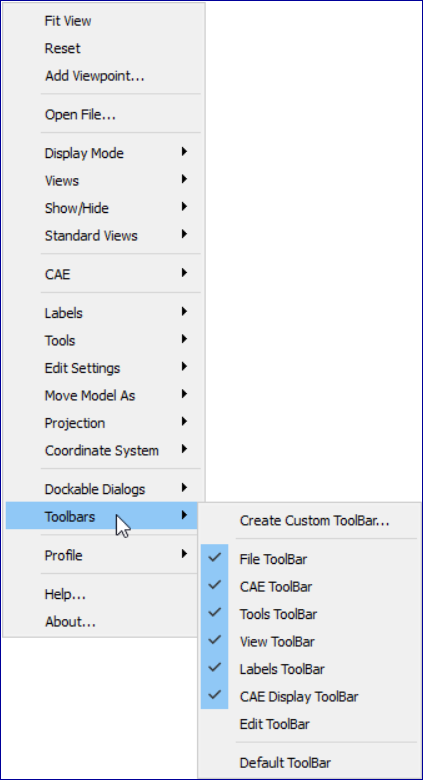 Fit View
Reset
Add Viewpoint...
Open File...
Display Mode
Views
Show/Hide
Standard Views
CAE
Labels
Tools
Edit Settings
Move Model As
Projection
Coordinate System
Dockable Dialogs
Toolbars
Profile
Help...
About...
Create Custom ToolBar...
File ToolBar
CAE ToolBar
Tools ToolBar
View ToolBar
Labels ToolBar
CAE Display ToolBar
Edit ToolBar
Default ToolBar